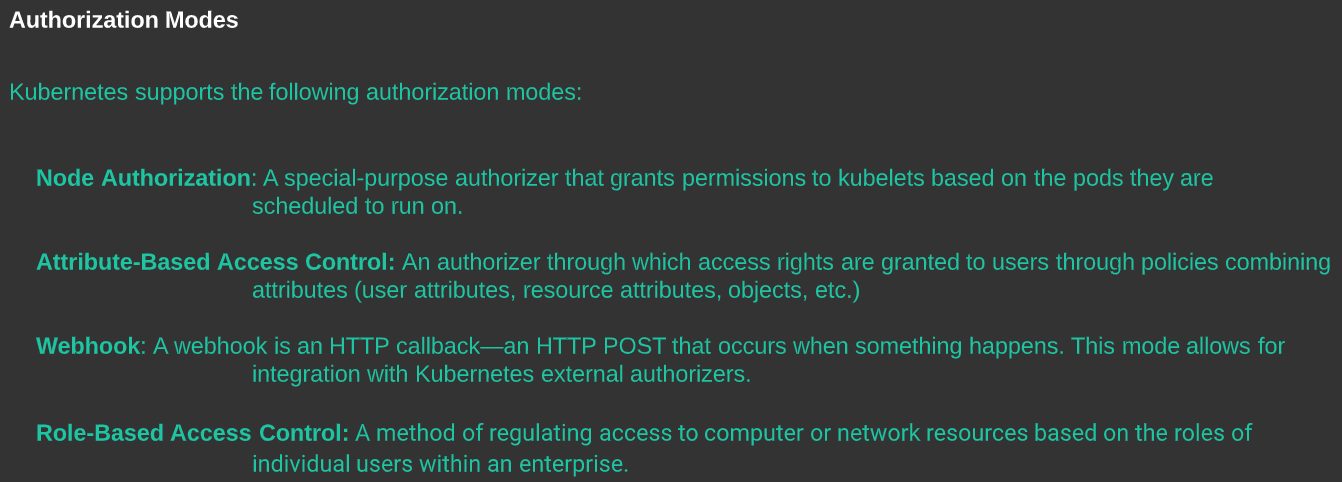 Authorization Modes
Kubernetes supports the following authorization modes:
Node Authorization: A special-purpose authorizer that grants permissions to kubelets based on the pods they are
scheduled to run on.
Attribute-Based Access Control: An authorizer through which access rights are granted to users through policies combining
attributes (user attributes, resource attributes, objects, etc.)
Webhook: A webhook is an HTTP callback—an HTTP POST that occurs when something happens. This mode allows for
integration with Kubernetes external authorizers.
Role-Based Access Control: A method of regulating access to computer or network resources based on the roles of
individual users within an enterprise.